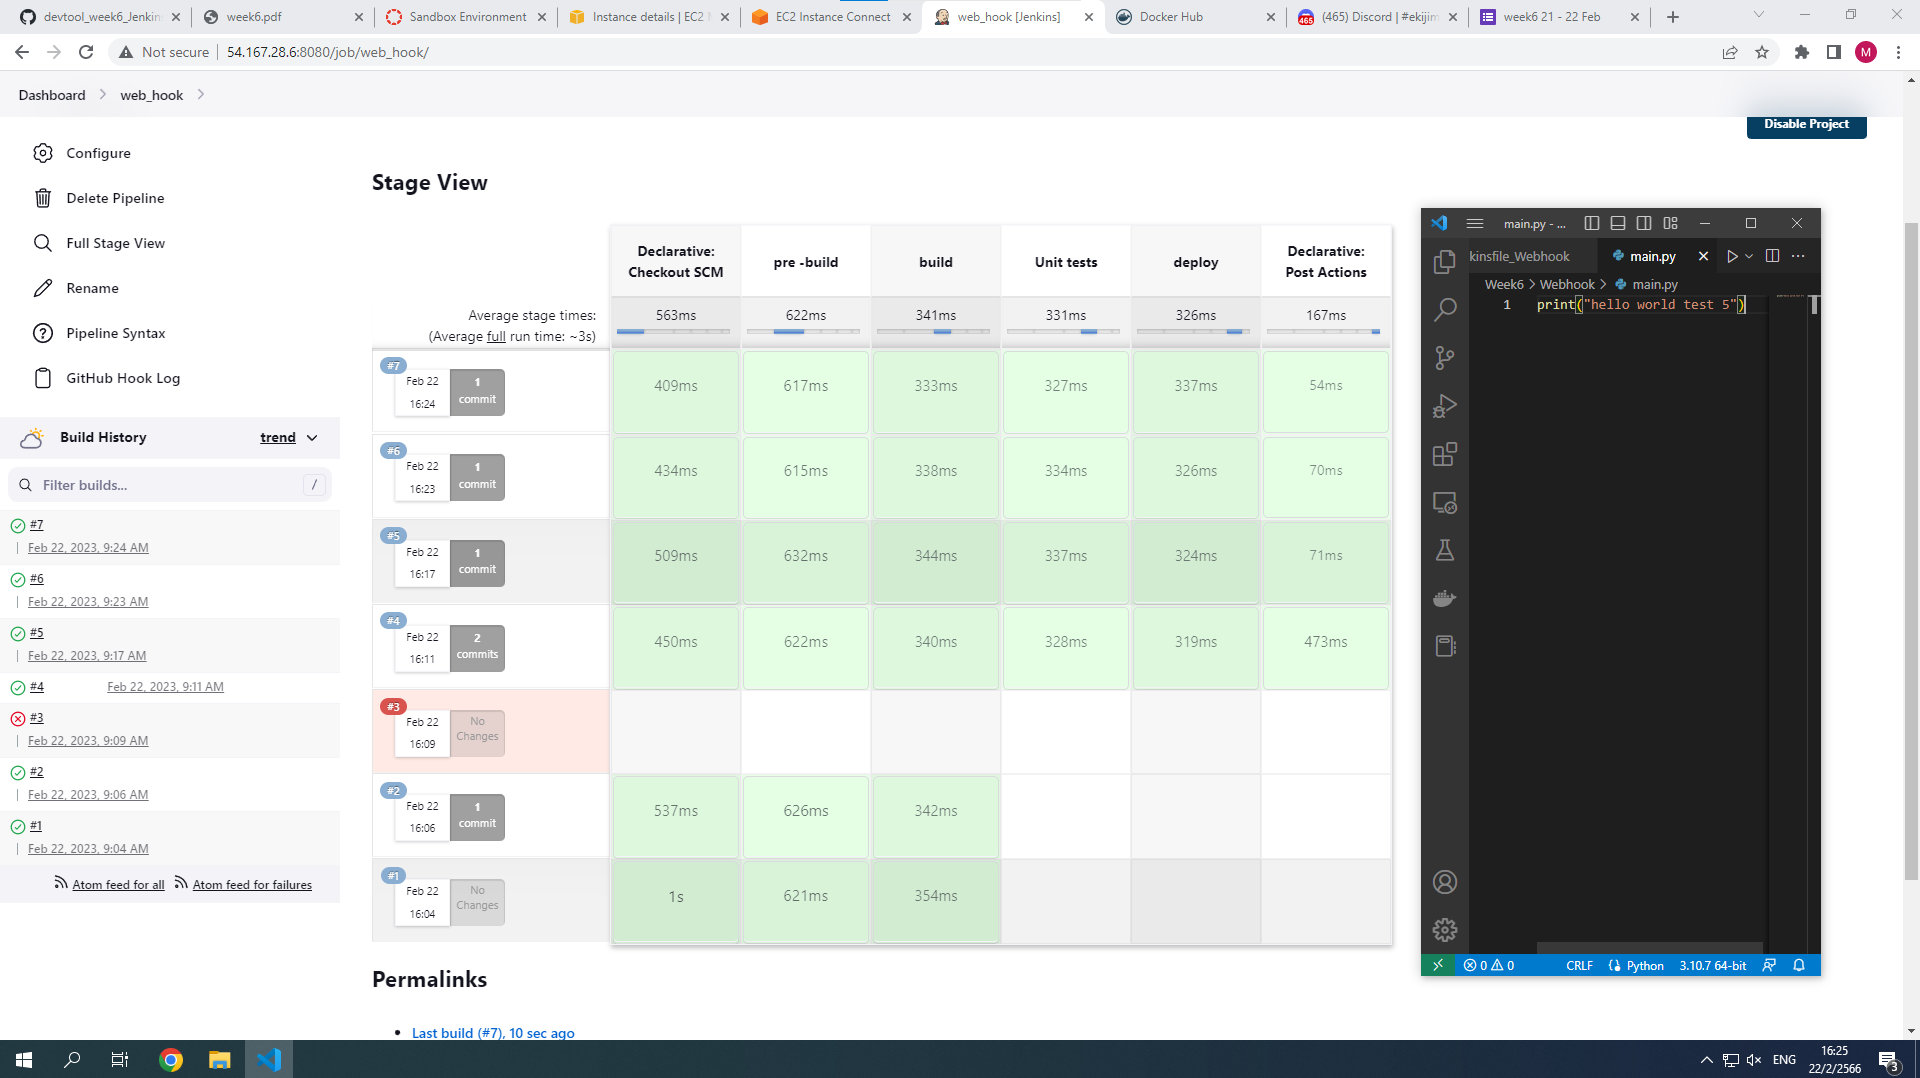 devtool_week6_Jenkin
week6.pdf
Sandbox Environment
Instance details | EC2
EC2 Instance Connect
web_hook [Jenkins]
Docker Hub
(465) Discord | #ekijim
week6 21 - 22 Feb
Not secure
54.167.28.6:8080/job/web_hook/
M
Dashboard
web_hook
Disable Project
Configure
Delete Pipeline
Full Stage View
Rename
Pipeline Syntax
GitHub Hook Log
Build History
trend
Filter builds...
/
#7
Feb 22, 2023, 9:24 AM
#6
Feb 22, 2023, 9:23 AM
#5
Feb 22, 2023, 9:17 AM
#4
Feb 22, 2023, 9:11 AM
#3
Feb 22, 2023, 9:09 AM
#2
Feb 22, 2023, 9:06 AM
#1
Feb 22, 2023, 9:04 AM
Atom feed for all
Atom feed for failures
Stage View
Declarative:
Checkout SCM
pre -build
build
Unit tests
deploy
Declarative:
Post Actions
Average stage times:
(Average full run time: ~3s)
563ms
622ms
341ms
331ms
326ms
167ms
#7
Feb 22
16:24
1
commit
409ms
617ms
333ms
327ms
337ms
54ms
#6
Feb 22
16:23
1
commit
434ms
615ms
338ms
334ms
326ms
70ms
#5
Feb 22
16:17
1
commit
509ms
632ms
344ms
337ms
324ms
71ms
#4
Feb 22
16:11
2
commits
450ms
622ms
340ms
328ms
319ms
473ms
#3
Feb 22
16:09
No
Changes
#2
Feb 22
16:06
1
commit
537ms
626ms
342ms
#1
Feb 22
16:04
No
Changes
1s
621ms
354ms
Permalinks
Last build (#7), 10 sec ago
main.py - ...
kinsfile_Webhook
main.py
Week6 > Webhook > main.py
1 print("hello world test 5")
0 0
CRLF
Python
3.10.7 64-bit
ENG
16:25
22/2/2566
3